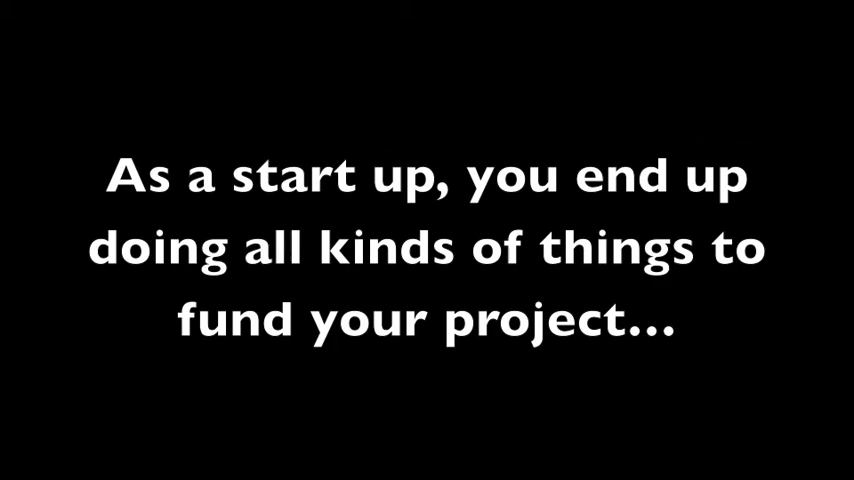 As a start up, you end up
doing all kinds of things to
fund your project...